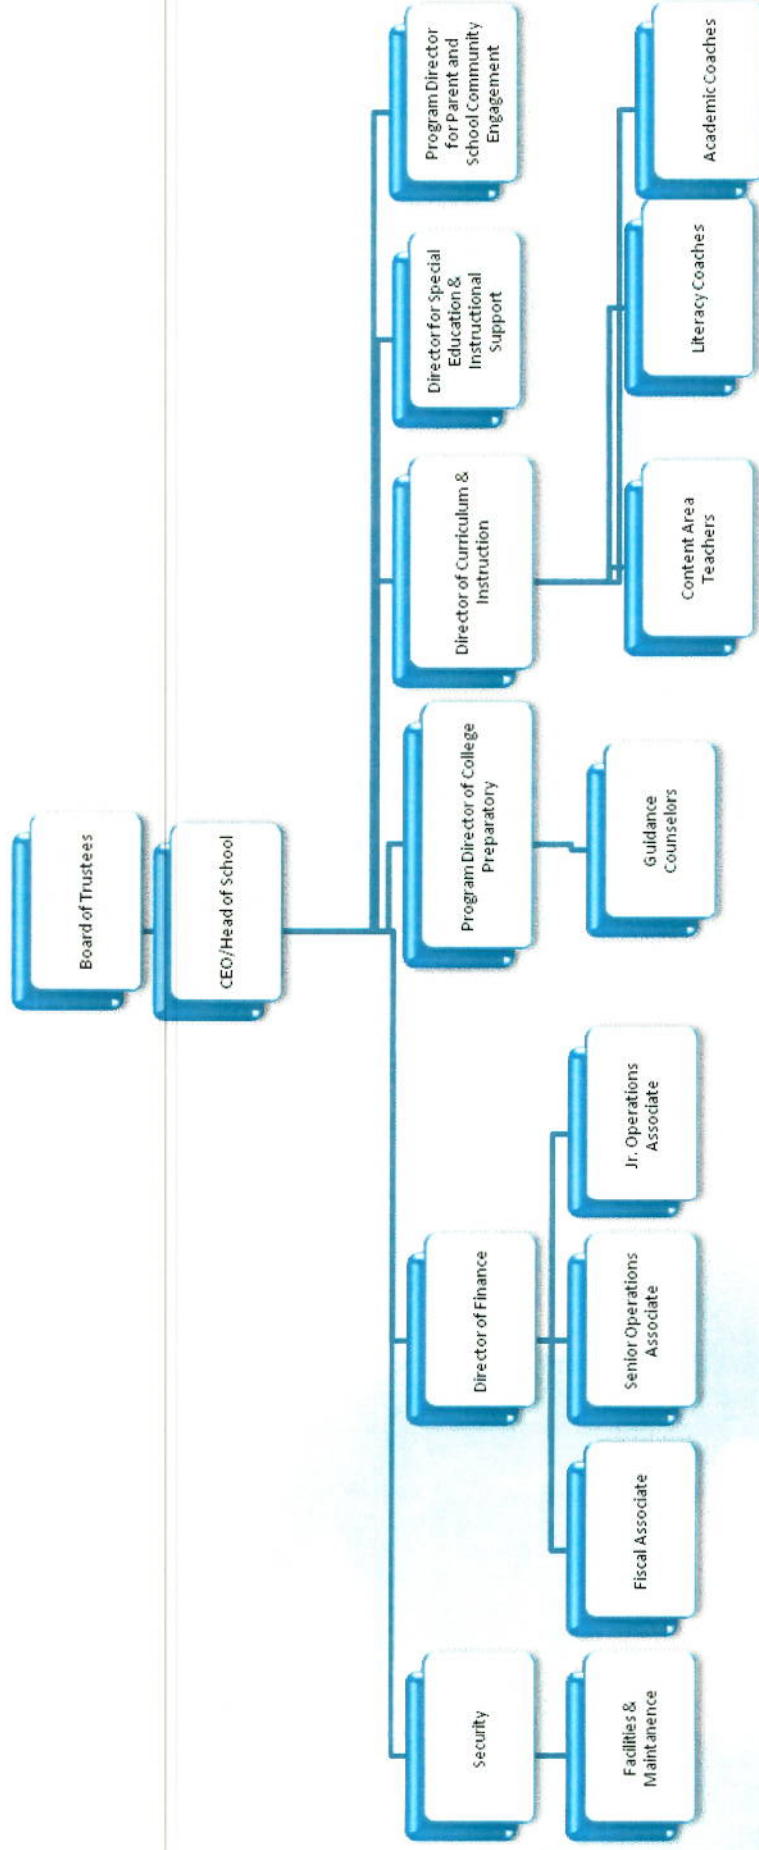 Board of Trustees
CEO/Head of School
Security
Director of Finance
Program Director of College
Preparatory
Director of Curriculum &
Instruction
Director for Special
Education &
Instructional
Support
Program Director
for Parent and
School Community
Engagement
Facilities &
Maintanence
Fiscal Associate
Senior Operations
Associate
Jr. Operations
Associate
Guidance
Counselors
Content Area
Teachers
Literacy Coaches
Academic Coaches